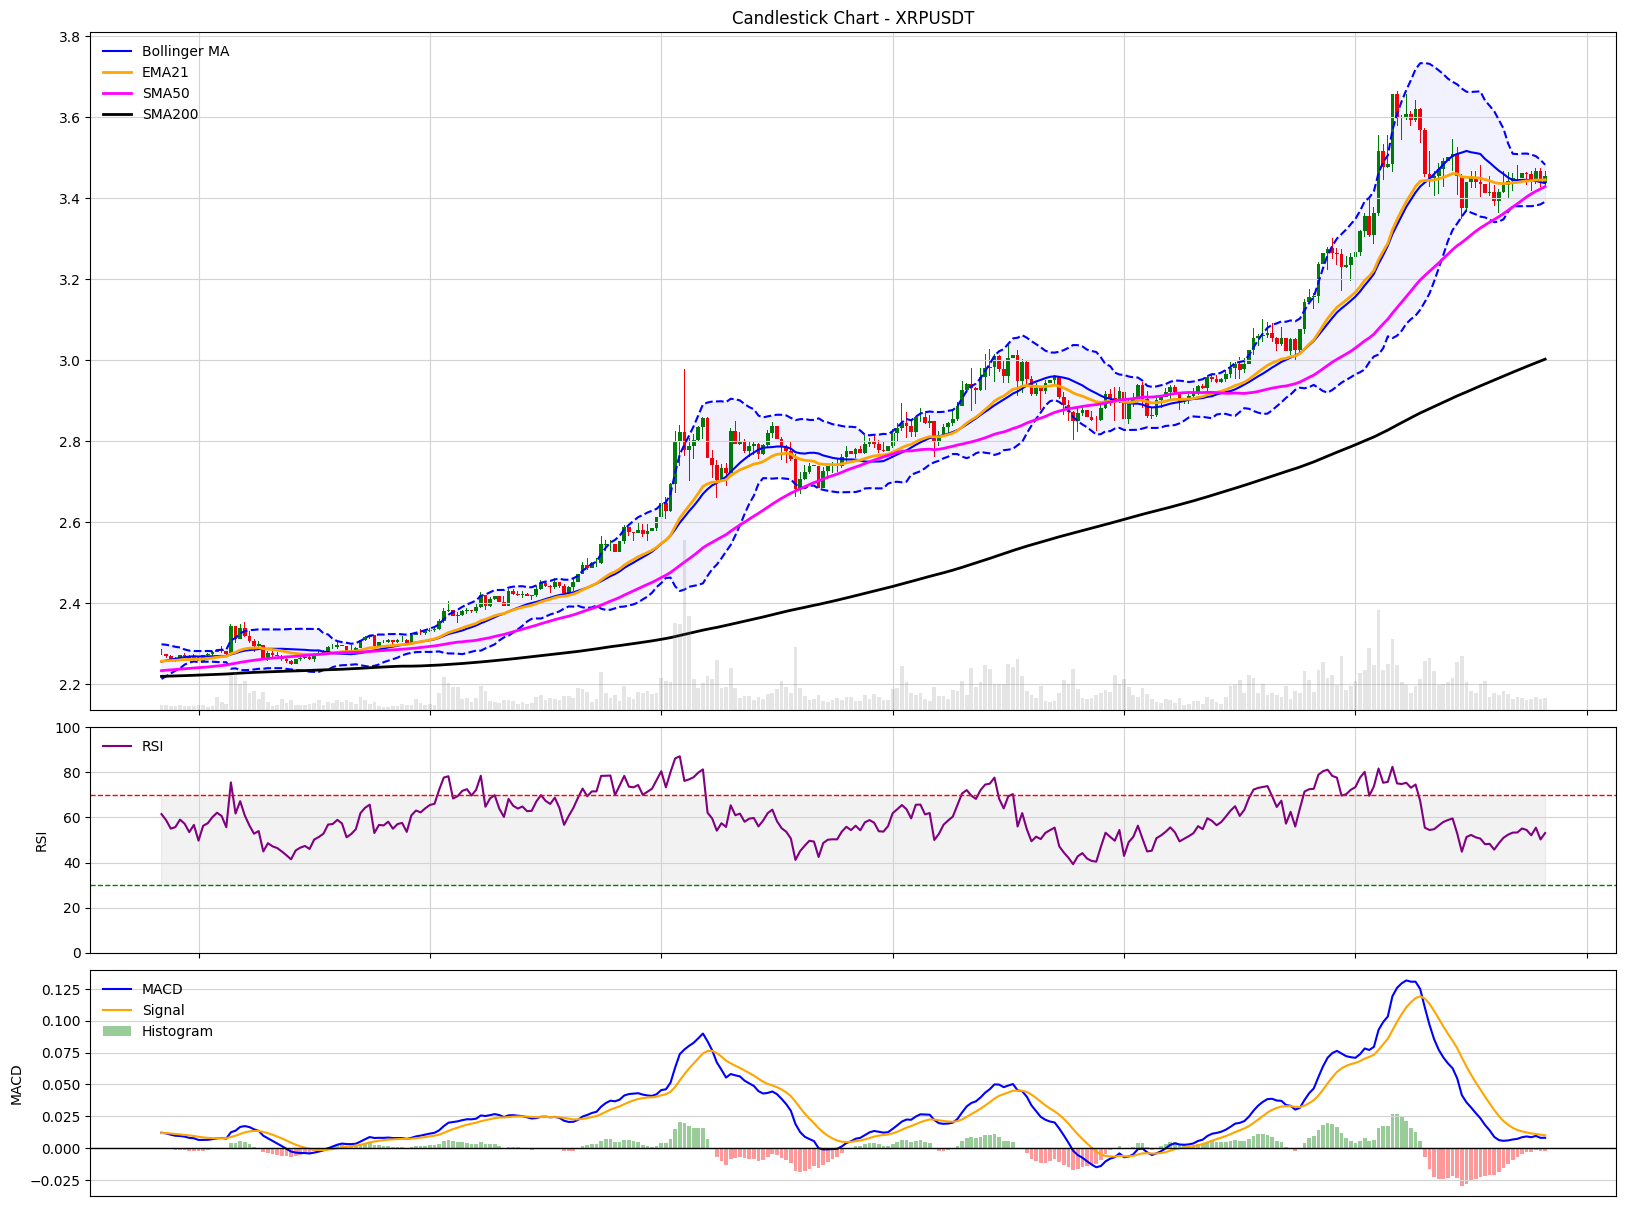 Candlestick Chart - XRPUSDT
3.8
3.6
3.4
3.2
3.0
2.8
2.6
2.4
2.2
Bollinger MA
EMA21
SMA50
SMA200
100
80
60
40
20
0
RSI
RSI
0.125
0.100
0.075
0.050
0.025
0.000
−0.025
MACD
MACD
Signal
Histogram